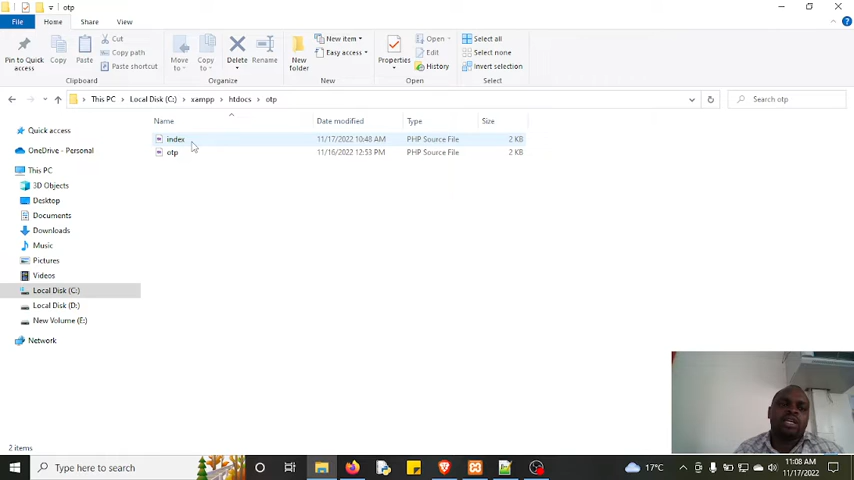 otp
File Home Share View
Pin to Quick access
Copy
Paste
Cut
Copy path
Paste shortcut
Clipboard
Move to
Copy to
Delete
Rename
Organize
New folder
New item
Easy access
New
Properties
Open
Edit
History
Open
Select all
Select none
Invert selection
Select
This PC > Local Disk (C:) > xampp > htdocs > otp
Search otp
Name Date modified Type Size
index 11/17/2022 10:48 AM PHP Source File 2 KB
otp 11/16/2022 12:53 PM PHP Source File 2 KB
Quick access
OneDrive - Personal
This PC
3D Objects
Desktop
Documents
Downloads
Music
Pictures
Videos
Local Disk (C:)
Local Disk (D:)
New Volume (E:)
Network
2 items
Type here to search
17°C
11:08 AM
11/17/2022